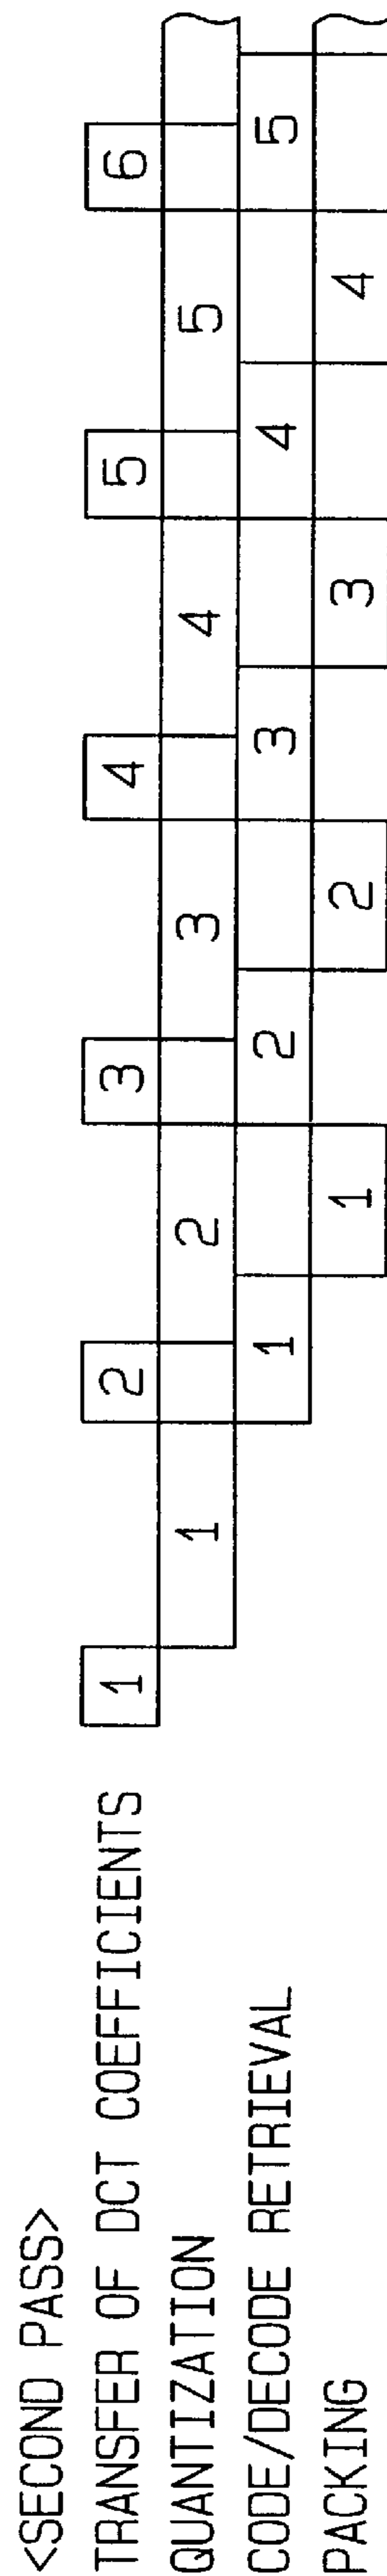 <SECOND PASS>
TRANSFER OF DCT COEFFICIENTS 1 2 3 4 5 6
QUANTIZATION 1 2 3 4 5
CODE/DECODE RETRIEVAL 1 2 3 4 5
PACKING 1 2 3 4